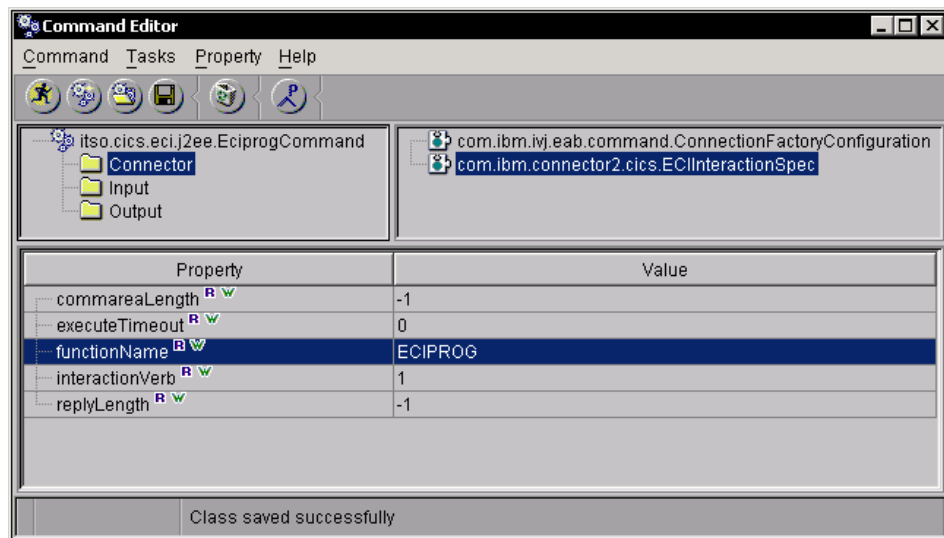 Command Editor
Command Tasks Property Help
itso.cics.eci.j2ee.EciprogCommand
Connector
Input
Output
com.ibm.ivj.eab.command.ConnectionFactoryConfiguration
com.ibm.connector2.cics.ECIInteractionSpec
Property Value
commareaLength R W -1
executeTimeout R W 0
functionName R W ECIPROG
interactionVerb R W 1
replyLength R W -1
Class saved successfully